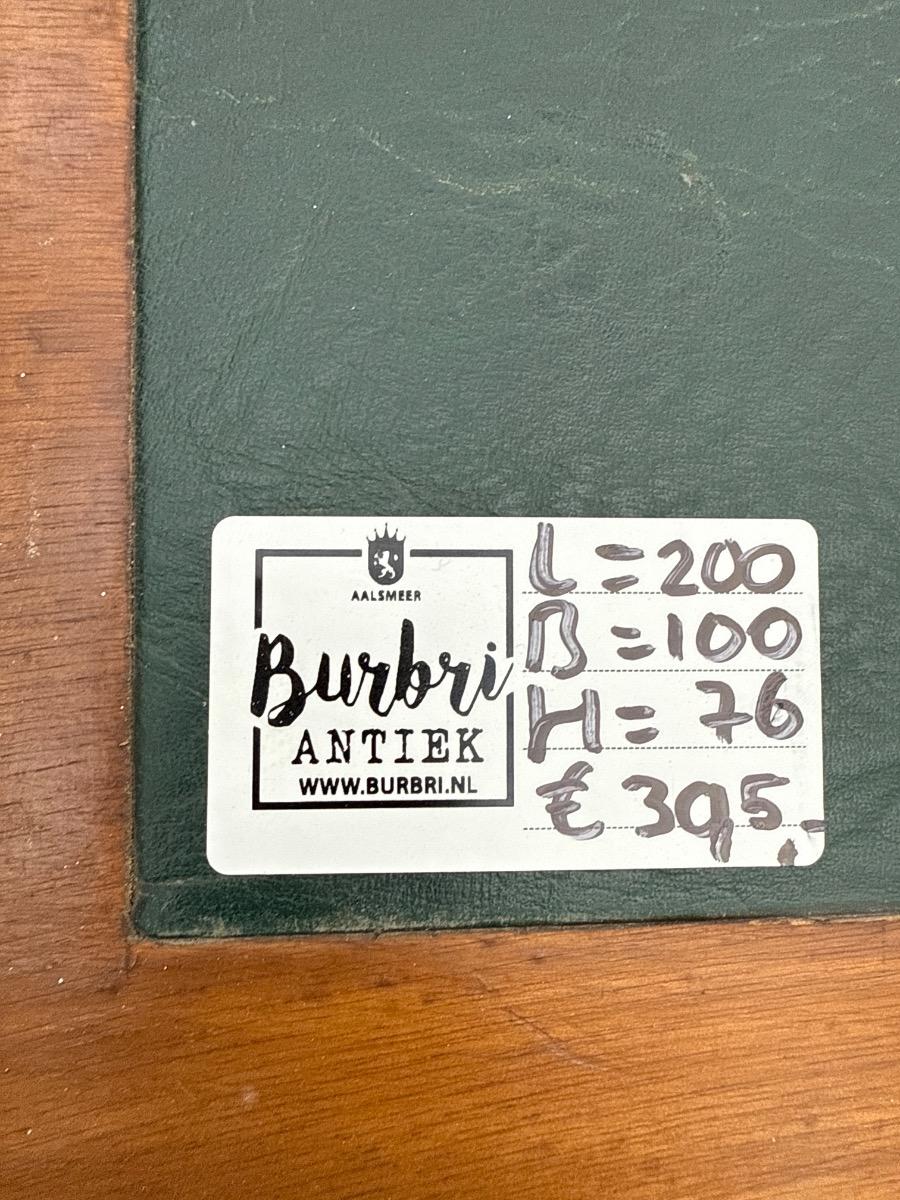 AALSMEER
Burbri
ANTIEK
WWW.BURBRI.NL
L = 200
B = 100
H = 76
€ 395,-